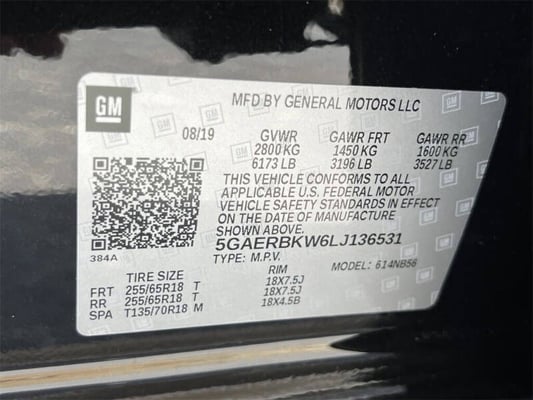 GM
MFD BY GENERAL MOTORS LLC
08/19 GVWR GAWR FRT GAWR RR
2800 KG 1450 KG 1600 KG
6173 LB 3196 LB 3527 LB
THIS VEHICLE CONFORMS TO ALL
APPLICABLE U.S. FEDERAL MOTOR
VEHICLE SAFETY STANDARDS IN EFFECT
ON THE DATE OF MANUFACTURE
SHOWN ABOVE.
384A
5GAERBKW6LJ136531
TYPE: M.P.V. MODEL: 614NB56
TIRE SIZE RIM
FRT 255/65R18 T 18X7.5J
RR 255/65R18 T 18X7.5J
SPA T135/70R18 M 18X4.5B